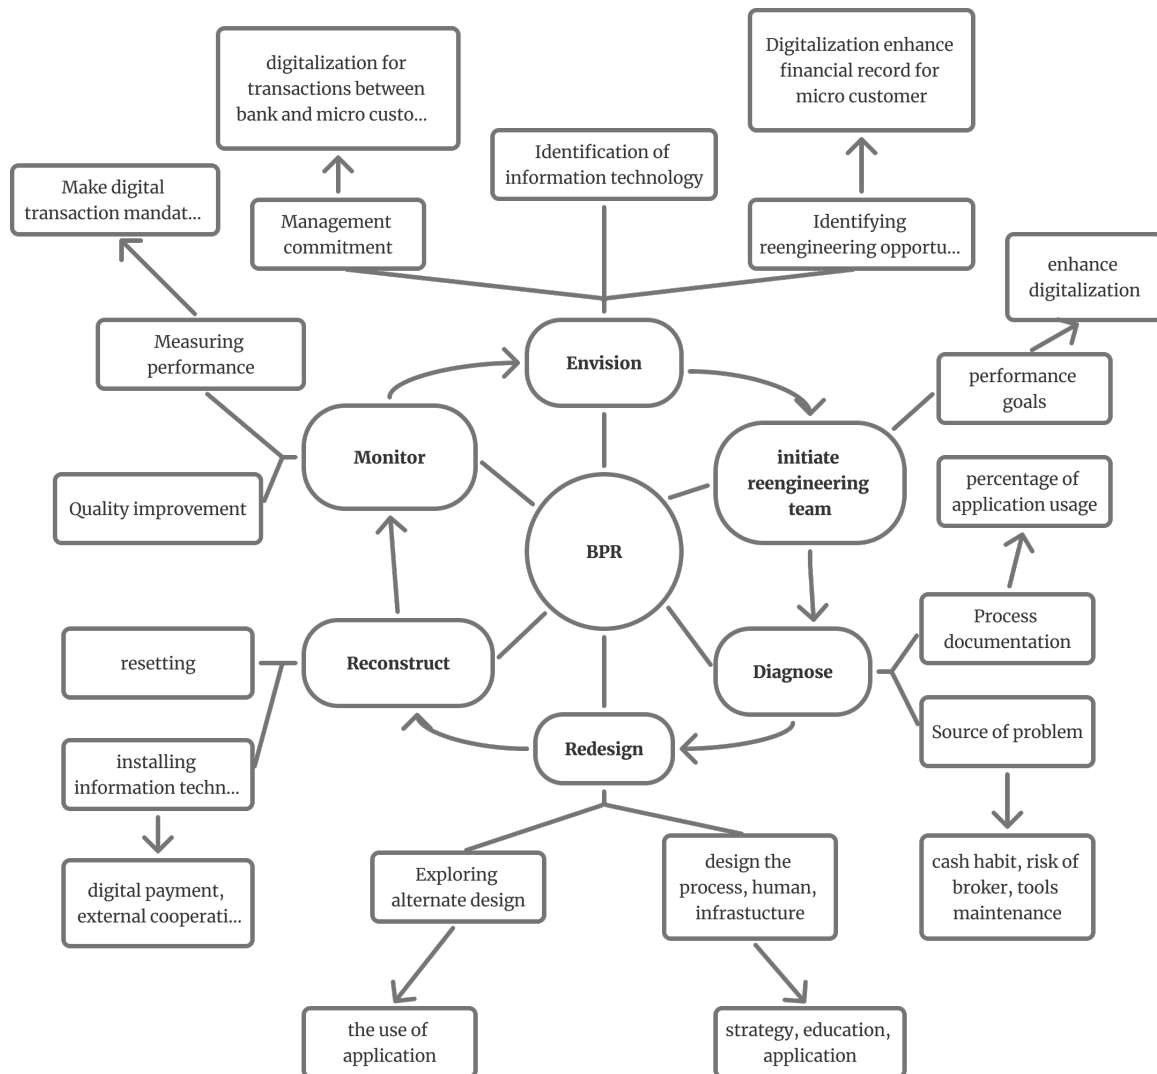 digitalization for
transactions between
bank and micro custo...
Digitalization enhance
financial record for
micro customer
Identification of
information technology
Make digital
transaction mandat...
Management
commitment
Identifying
reengineering opportu...
enhance
digitalization
Measuring
performance
Envision
performance
goals
Monitor
initiate
reengineering
team
percentage of
application usage
Quality improvement
BPR
Process
documentation
resetting
Reconstruct
Diagnose
Source of problem
Redesign
installing
information techn...
digital payment,
external cooperati...
Exploring
alternate design
design the
process, human,
infrastucture
cash habit, risk of
broker, tools
maintenance
the use of
application
strategy, education,
application